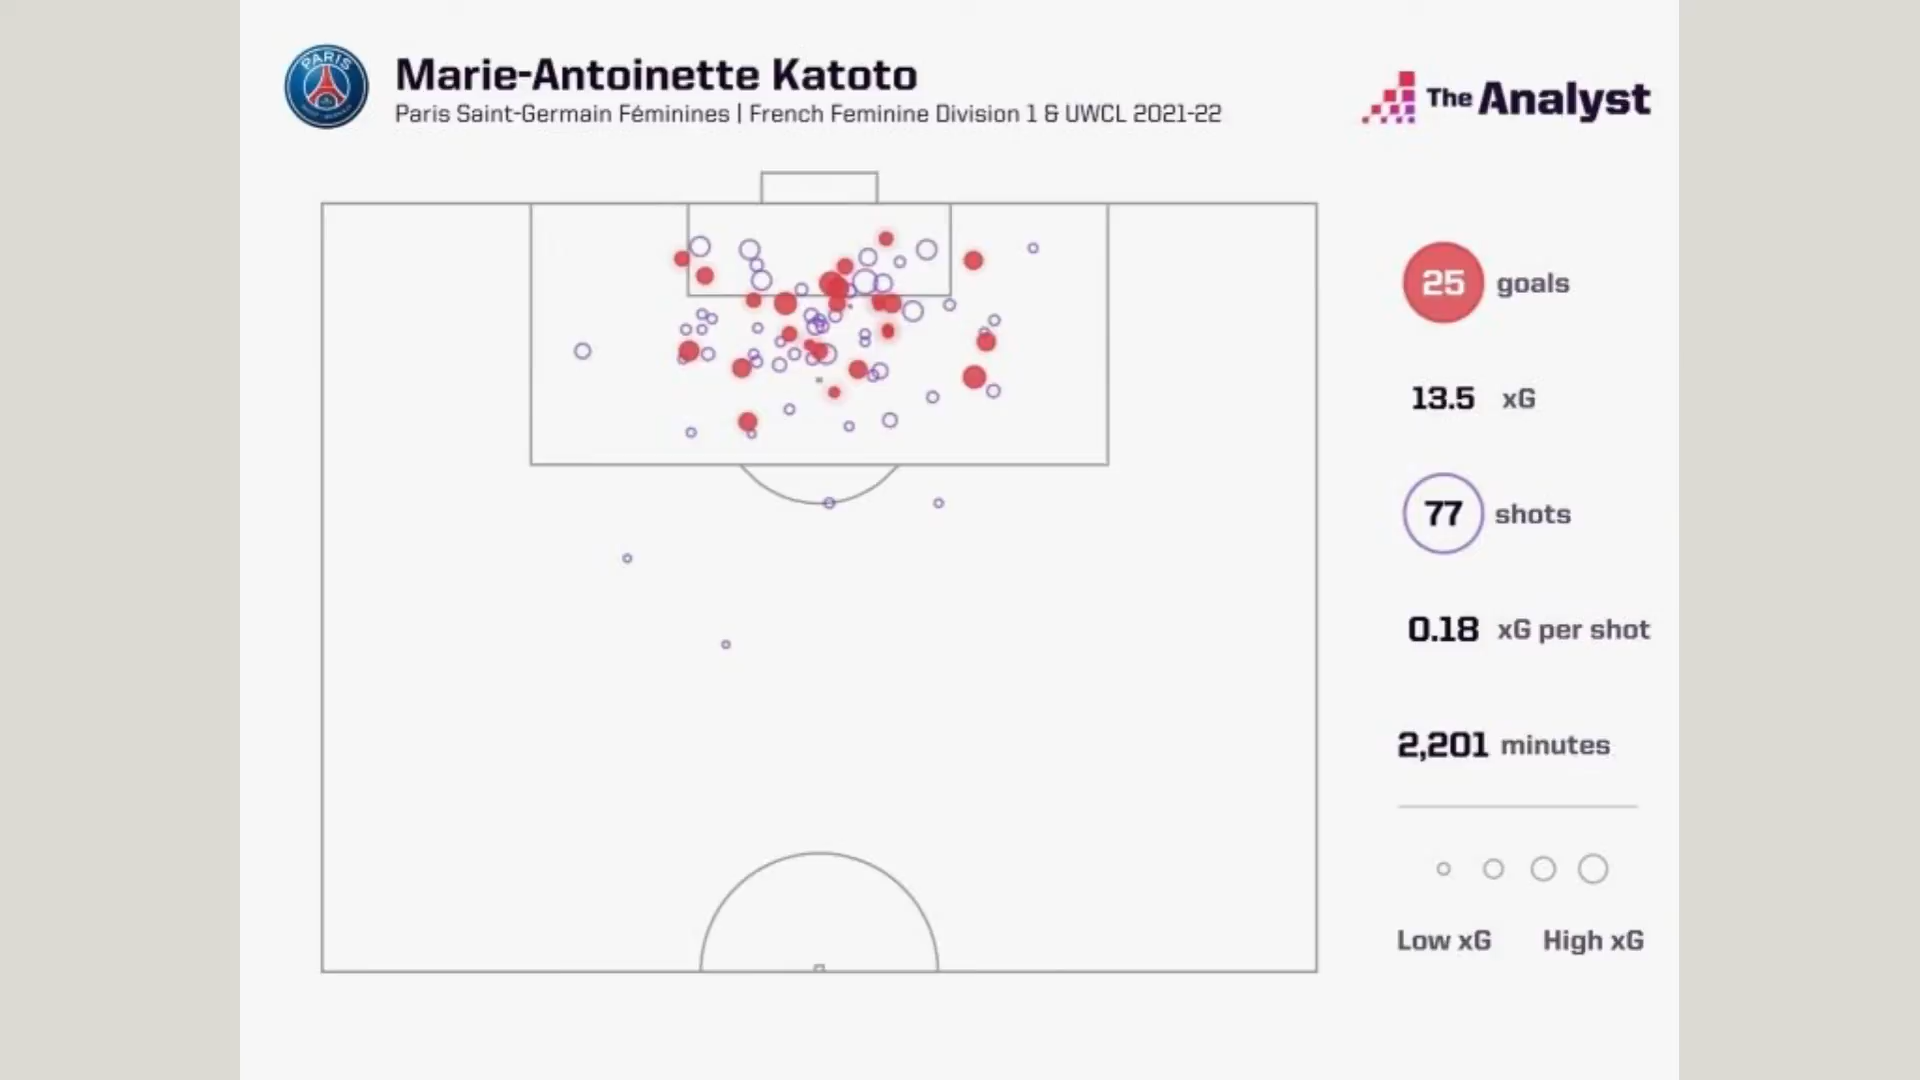 PARIS
Marie-Antoinette Katoto
Paris Saint-Germain Féminines | French Feminine Division 1 & UWCL 2021-22
The Analyst
25 goals
13.5 xG
77 shots
0.18 xG per shot
2,201 minutes
Low xG High xG